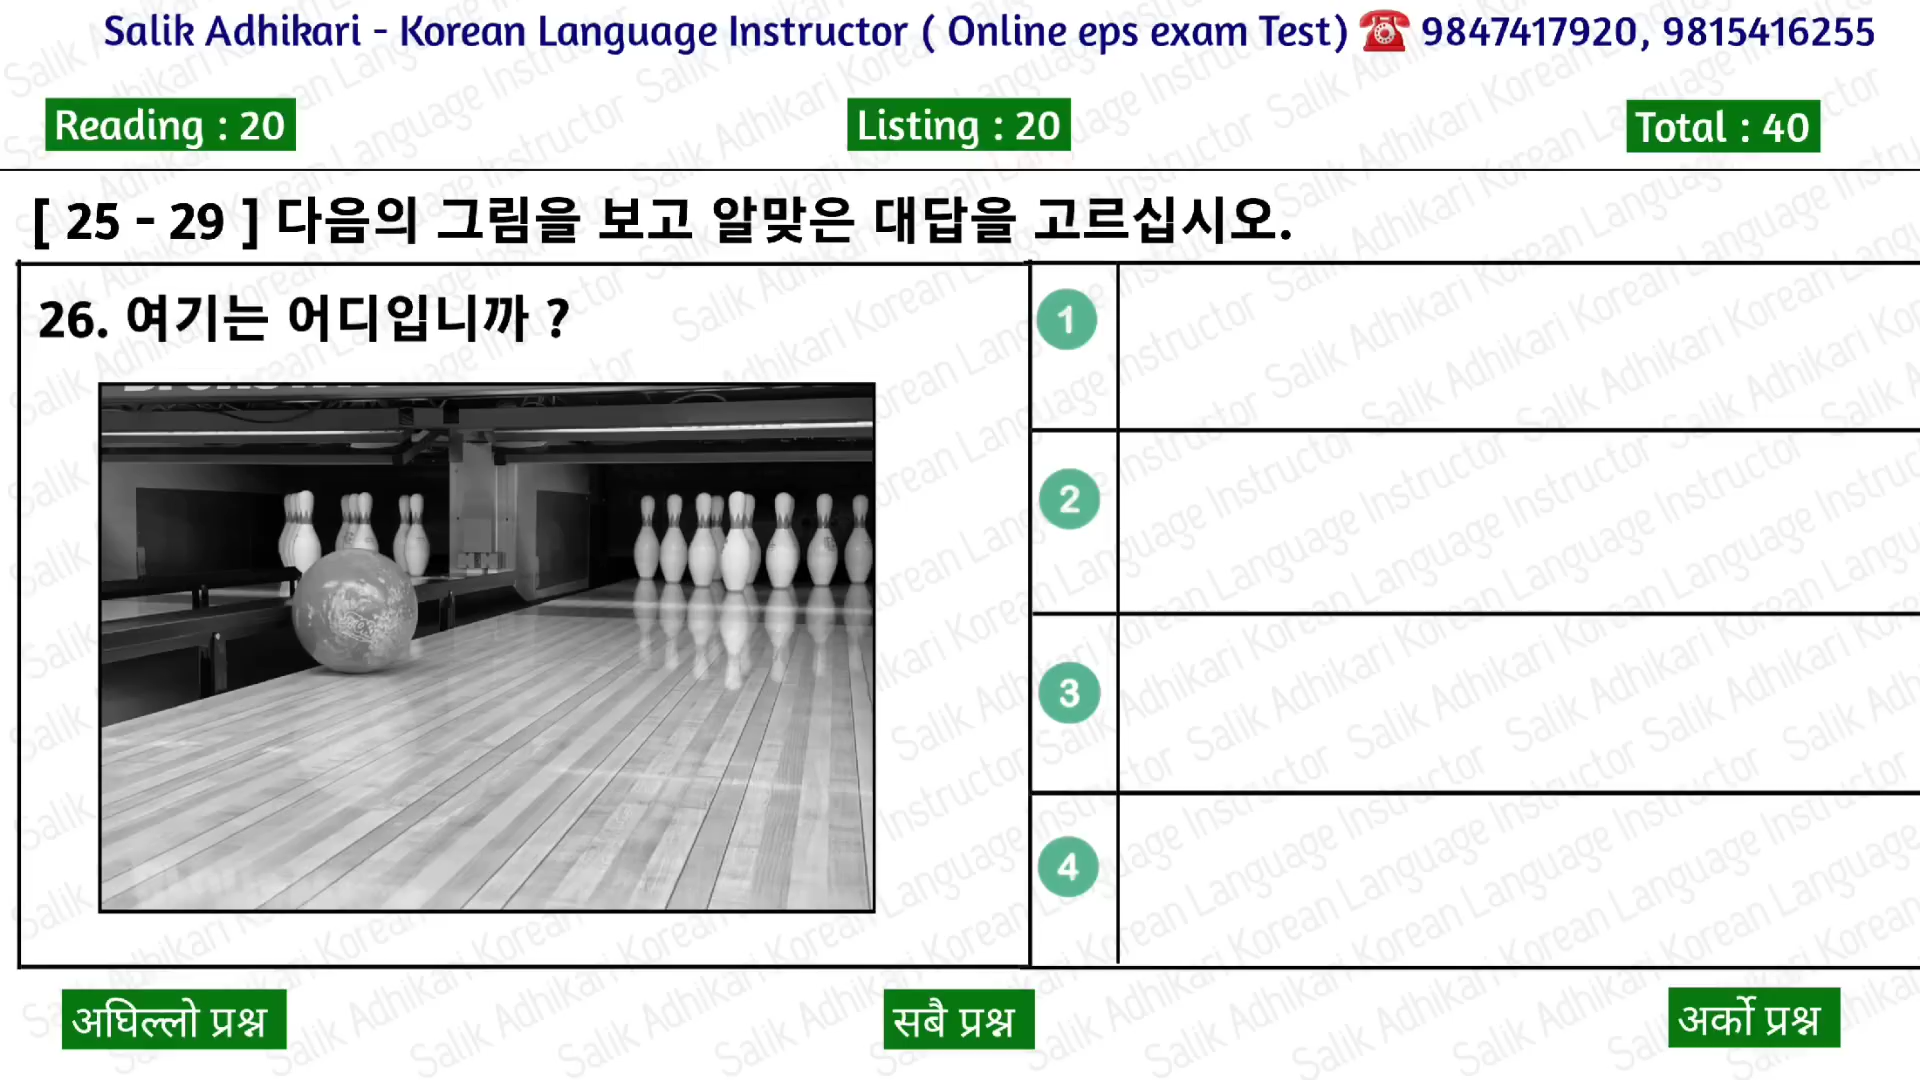 Salik Adhikari - Korean Language Instructor ( Online eps exam Test) ☎️ 9847417920, 9815416255
Reading : 20
Listing : 20
Total : 40
[ 25 - 29 ] 다음의 그림을 보고 알맞은 대답을 고르십시오.
26. 여기는 어디입니까 ?
1
2
3
4
अघिल्लो प्रश्न
सबै प्रश्न
अर्को प्रश्न